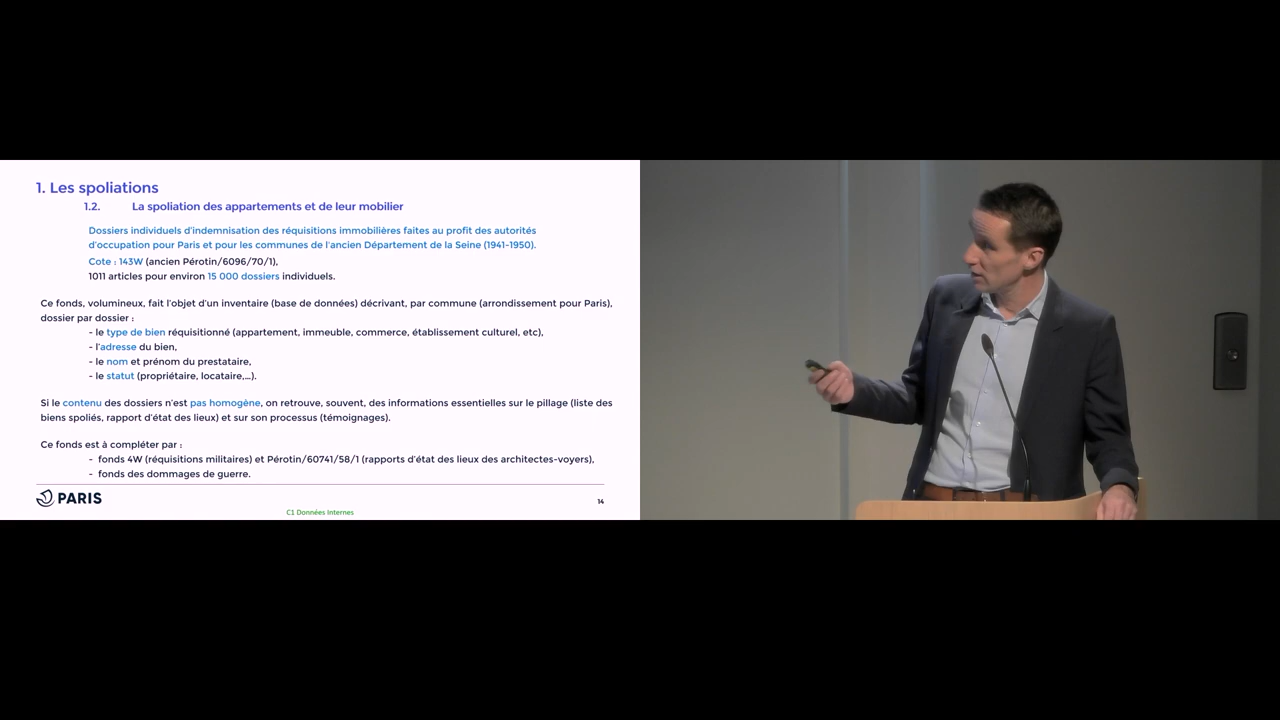 1. Les spoliations
1.2. La spoliation des appartements et de leur mobilier
Dossiers individuels d'indemnisation des réquisitions immobilières faites au profit des autorités
d'occupation pour Paris et pour les communes de l'ancien Département de la Seine (1941-1950).
Cote : 143W (ancien Pérotin/6096/70/1),
1011 articles pour environ 15 000 dossiers individuels.
Ce fonds, volumineux, fait l'objet d'un inventaire (base de données) décrivant, par commune (arrondissement pour Paris),
dossier par dossier :
- le type de bien réquisitionné (appartement, immeuble, commerce, établissement culturel, etc),
- l'adresse du bien,
- le nom et prénom du prestataire,
- le statut (propriétaire, locataire,...).
Si le contenu des dossiers n'est pas homogène, on retrouve, souvent, des informations essentielles sur le pillage (liste des
biens spoliés, rapport d'état des lieux) et sur son processus (témoignages).
Ce fonds est à compléter par :
- fonds 4W (réquisitions militaires) et Pérotin/60741/58/1 (rapports d'état des lieux des architectes-voyers),
- fonds des dommages de guerre.
PARIS
14
C1 Données Internes